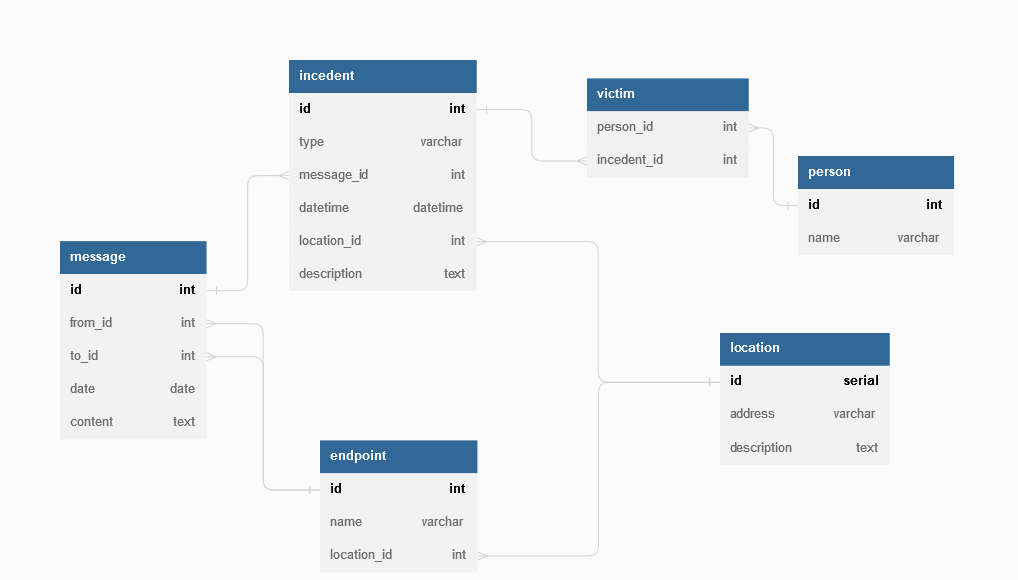 incedent
id int
type varchar
message_id int
datetime datetime
location_id int
description text
victim
person_id int
incedent_id int
person
id int
name varchar
message
id int
from_id int
to_id int
date date
content text
location
id serial
address varchar
description text
endpoint
id int
name varchar
location_id int